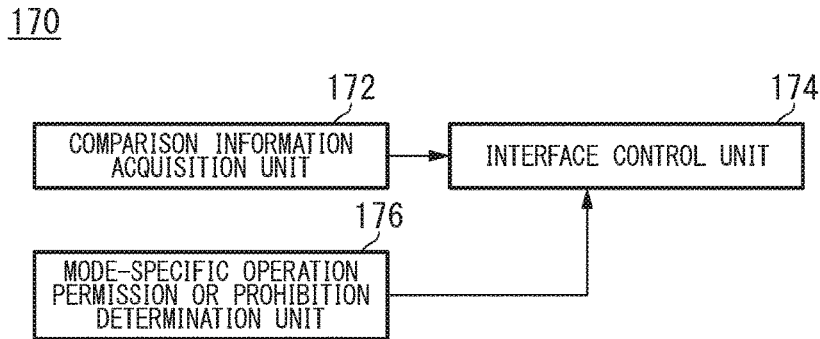 170
172
174
COMPARISON INFORMATION
ACQUISITION UNIT
INTERFACE CONTROL UNIT
176
MODE-SPECIFIC OPERATION
PERMISSION OR PROHIBITION
DETERMINATION UNIT